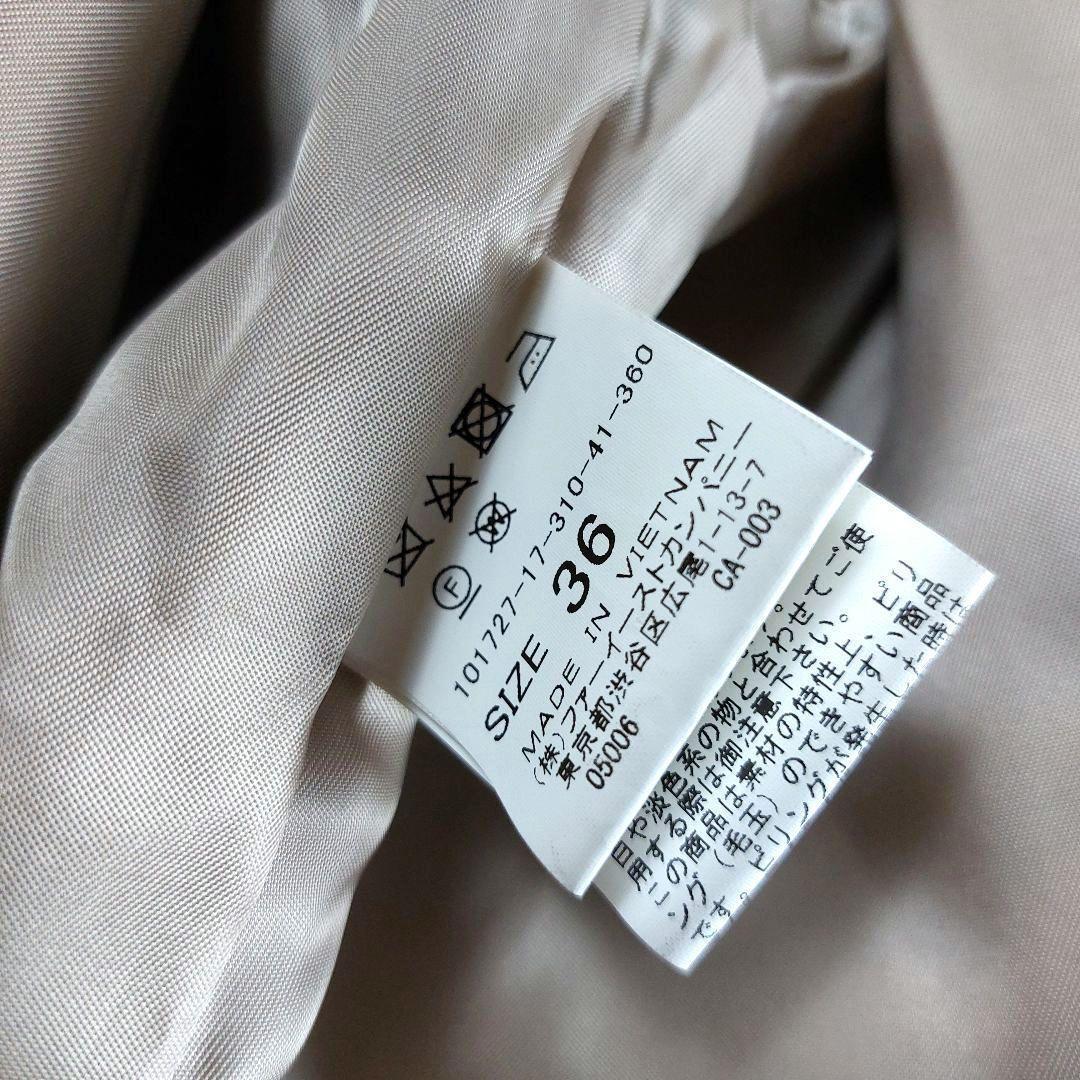 F
101727-17-310-41-360
SIZE 36
MADE IN VIETNAM
(株)ファーイーストカンパニー
東京都渋谷区広尾1-13-7
05006 CA-003
や淡色系の物と合わせてご使
用する際は御注意下さい。
この商品は素材の特性上、ピリ
ング(毛玉)のできやすい商品
です。ピリングが発生した時は